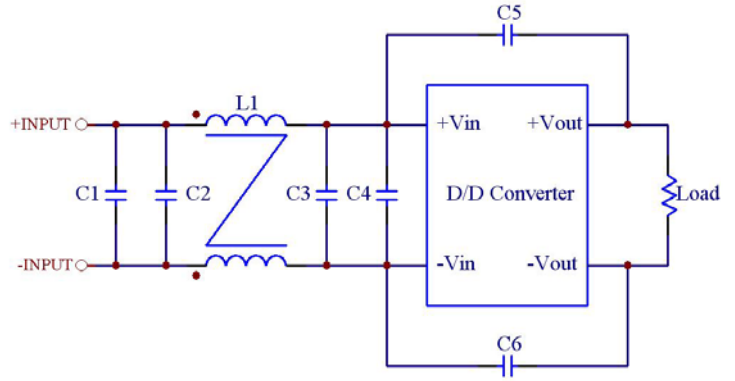 C5
L1
+INPUT
+Vin
+Vout
C1
C2
C3
C4
D/D Converter
Load
-INPUT
-Vin
-Vout
C6